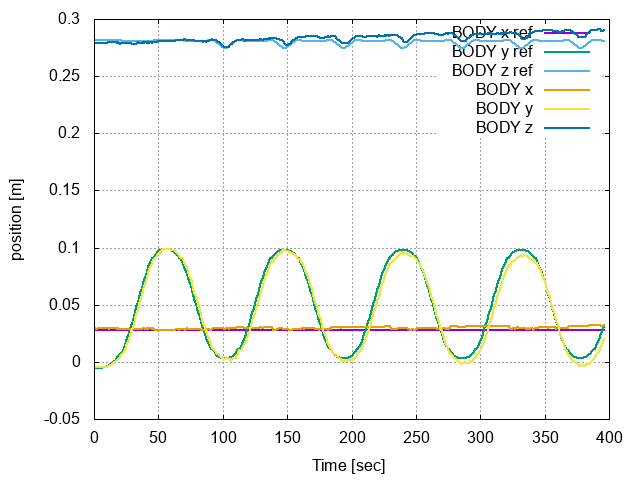 0.3
0.25
0.2
0.15
0.1
0.05
0
-0.05
position [m]
BODY x ref
BODY y ref
BODY z ref
BODY x
BODY y
BODY z
0 50 100 150 200 250 300 350 400
Time [sec]